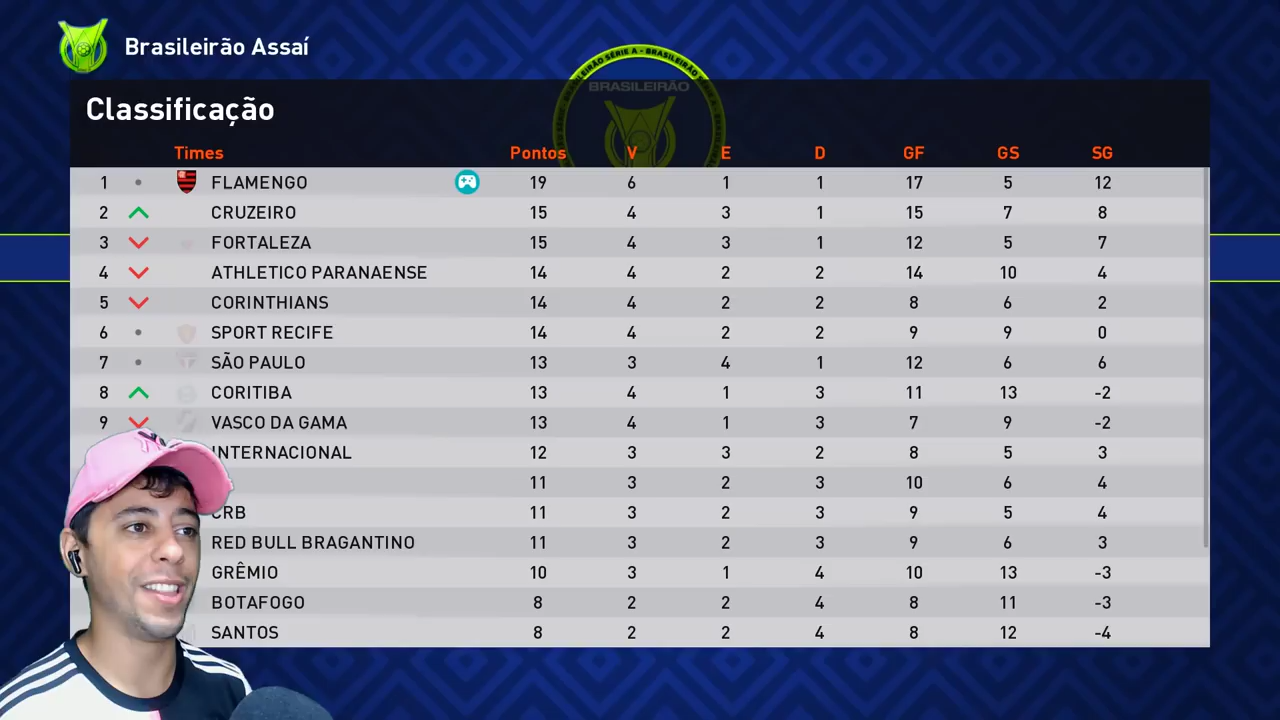 Brasileirão Assaí
BRASILEIRÃO SÉRIE A - BRASILEIRÃO
BRASILEIRÃO
Classificação
Times Pontos V E D GF GS SG
1 FLAMENGO 19 6 1 1 17 5 12
2 CRUZEIRO 15 4 3 1 15 7 8
3 FORTALEZA 15 4 3 1 12 5 7
4 ATHLETICO PARANAENSE 14 4 2 2 14 10 4
5 CORINTHIANS 14 4 2 2 8 6 2
6 SPORT RECIFE 14 4 2 2 9 9 0
7 SÃO PAULO 13 3 4 1 12 6 6
8 CORITIBA 13 4 1 3 11 13 -2
9 VASCO DA GAMA 13 4 1 3 7 9 -2
INTERNACIONAL 12 3 3 2 8 5 3
11 3 2 3 10 6 4
CRB 11 3 2 3 9 5 4
RED BULL BRAGANTINO 11 3 2 3 9 6 3
GRÊMIO 10 3 1 4 10 13 -3
BOTAFOGO 8 2 2 4 8 11 -3
SANTOS 8 2 2 4 8 12 -4